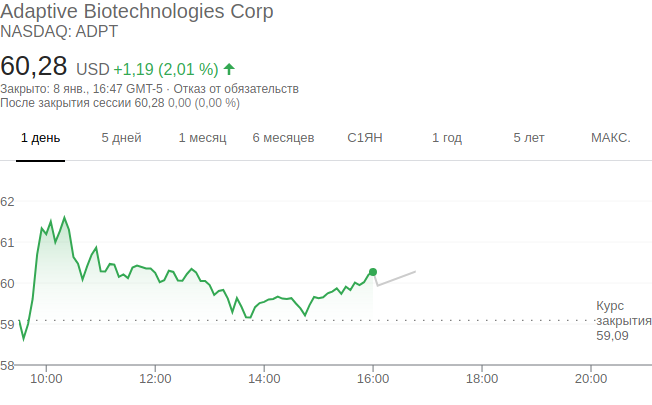 Adaptive Biotechnologies Corp
NASDAQ: ADPT
60,28 USD +1,19 (2,01 %)
Закрыто: 8 янв., 16:47 GMT-5 · Отказ от обязательств
После закрытия сессии 60,28 0,00 (0,00 %)
1 день 5 дней 1 месяц 6 месяцев С1ЯН 1 год 5 лет МАКС.
62
61
60
59
58
Курс
закрытия
59,09
10:00 12:00 14:00 16:00 18:00 20:00